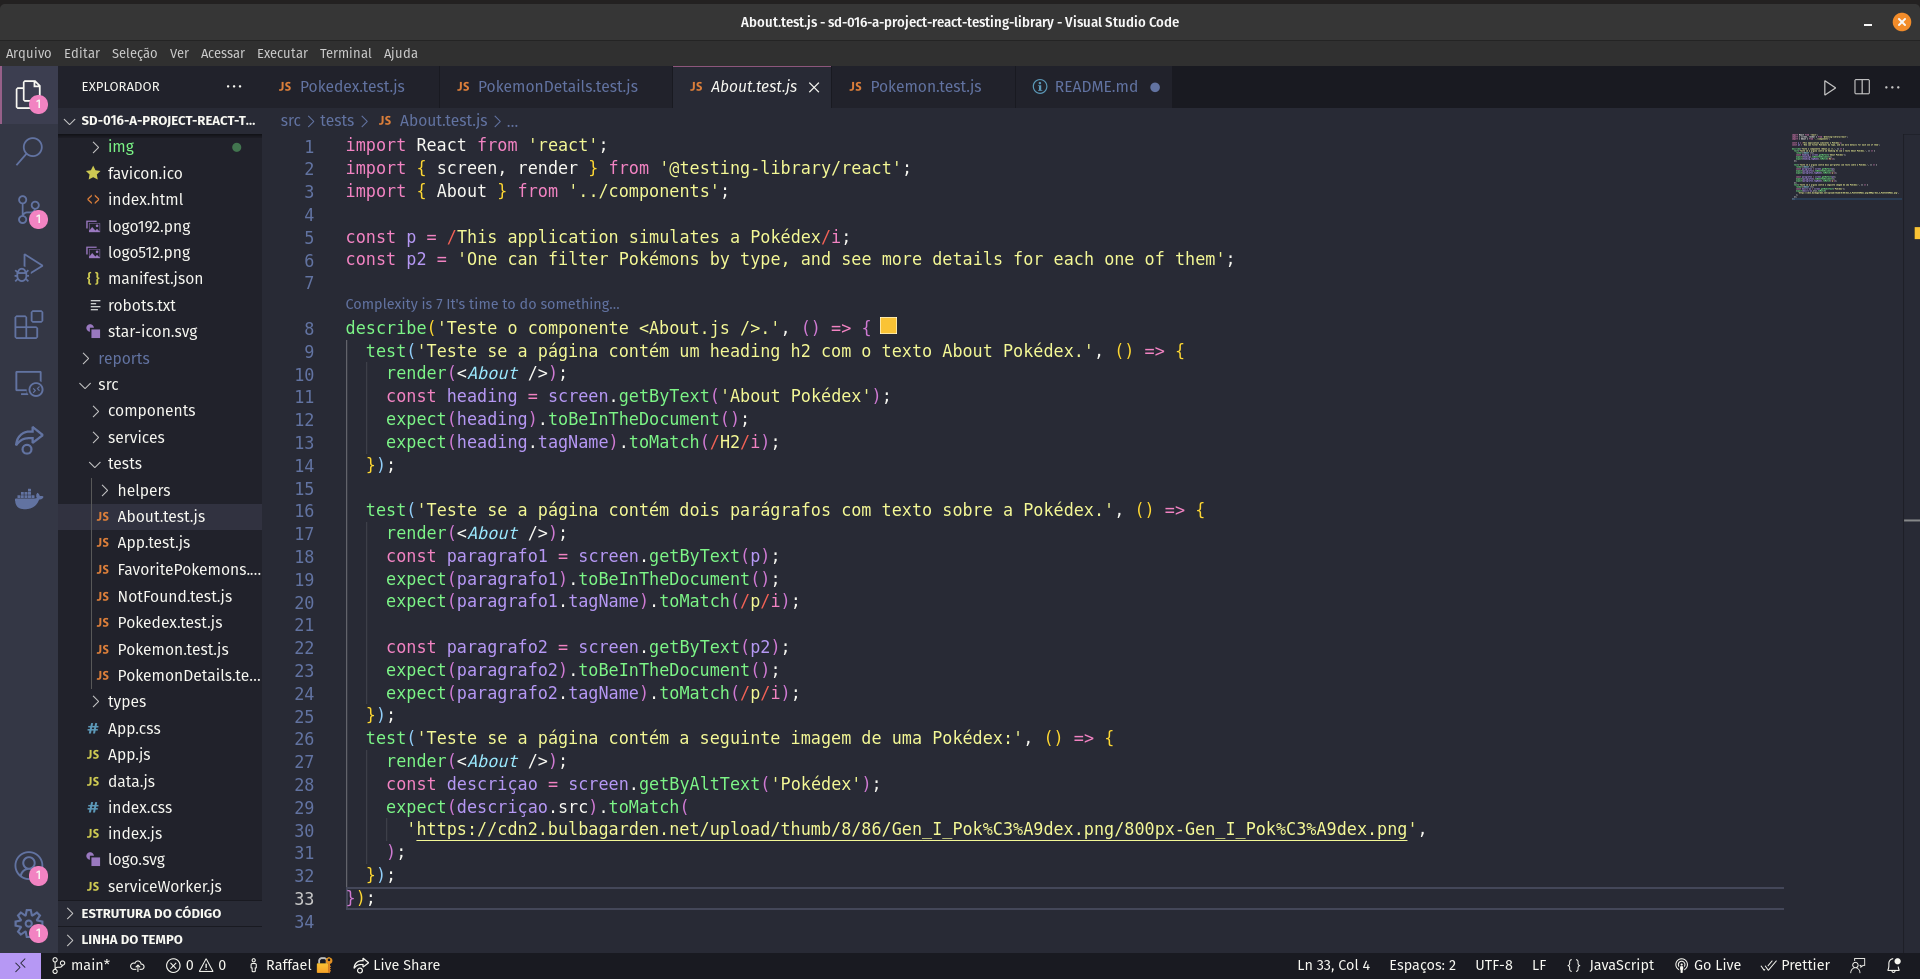 About.test.js - sd-016-a-project-react-testing-library - Visual Studio Code
Arquivo Editar Seleção Ver Acessar Executar Terminal Ajuda
EXPLORADOR
Pokedex.test.js
PokemonDetails.test.js
About.test.js
Pokemon.test.js
README.md
SD-016-A-PROJECT-REACT-T...
img
favicon.ico
index.html
logo192.png
logo512.png
manifest.json
robots.txt
star-icon.svg
reports
src
components
services
tests
helpers
About.test.js
App.test.js
FavoritePokemons....
NotFound.test.js
Pokedex.test.js
Pokemon.test.js
PokemonDetails.te...
types
App.css
App.js
data.js
index.css
index.js
logo.svg
serviceWorker.js
ESTRUTURA DO CÓDIGO
LINHA DO TEMPO
src > tests > JS About.test.js > ...
1 import React from 'react';
2 import { screen, render } from '@testing-library/react';
3 import { About } from '../components';
4
5 const p = /This application simulates a Pokédex/i;
6 const p2 = 'One can filter Pokémons by type, and see more details for each one of them';
7
Complexity is 7 It's time to do something...
8 describe('Teste o componente <About.js />.', () => {
9 test('Teste se a página contém um heading h2 com o texto About Pokédex.', () => {
10 render(<About />);
11 const heading = screen.getByText('About Pokédex');
12 expect(heading).toBeInTheDocument();
13 expect(heading.tagName).toMatch(/H2/i);
14 });
15
16 test('Teste se a página contém dois parágrafos com texto sobre a Pokédex.', () => {
17 render(<About />);
18 const paragrafo1 = screen.getByText(p);
19 expect(paragrafo1).toBeInTheDocument();
20 expect(paragrafo1.tagName).toMatch(/p/i);
21
22 const paragrafo2 = screen.getByText(p2);
23 expect(paragrafo2).toBeInTheDocument();
24 expect(paragrafo2.tagName).toMatch(/p/i);
25 });
26 test('Teste se a página contém a seguinte imagem de uma Pokédex:', () => {
27 render(<About />);
28 const descriçao = screen.getByAltText('Pokédex');
29 expect(descriçao.src).toMatch(
30 'https://cdn2.bulbagarden.net/upload/thumb/8/86/Gen_I_Pok%C3%A9dex.png/800px-Gen_I_Pok%C3%A9dex.png',
31 );
32 });
33 });
34
main* 0 0 Raffael Live Share
Ln 33, Col 4 Espaços: 2 UTF-8 LF {} JavaScript Go Live Prettier